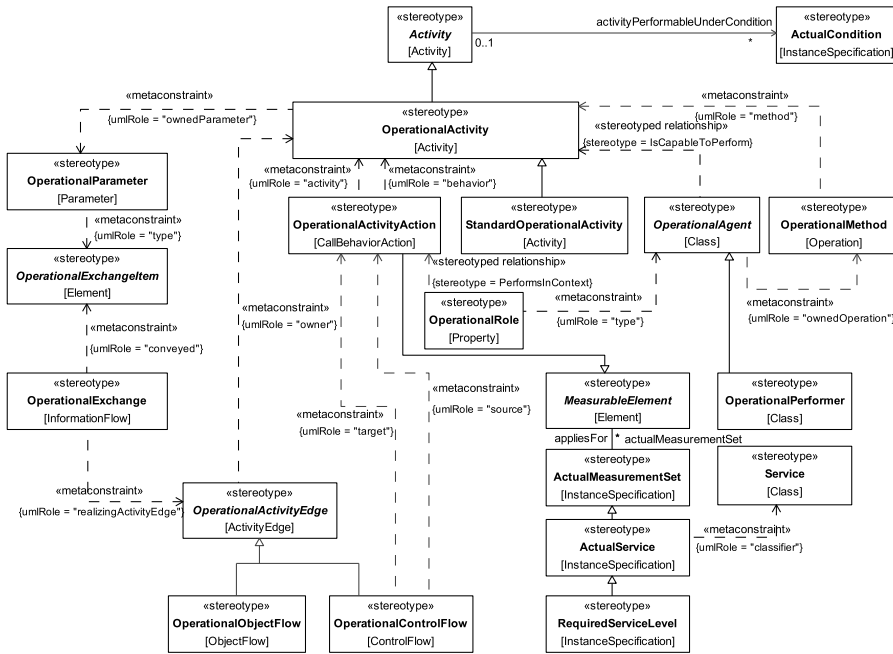 «stereotype»
Activity
[Activity]
activityPerformableUnderCondition
0..1
*
«stereotype»
ActualCondition
[InstanceSpecification]
«metaconstraint»
{umlRole = "ownedParameter"}
«stereotype»
OperationalActivity
[Activity]
«metaconstraint»
{umlRole = "method"}
«stereotyped relationship»
{stereotype = IsCapableToPerform}
«stereotype»
OperationalParameter
[Parameter]
«metaconstraint»
{umlRole = "activity"}
«metaconstraint»
{umlRole = "behavior"}
«stereotype»
OperationalActivityAction
[CallBehaviorAction]
«stereotype»
StandardOperationalActivity
[Activity]
«stereotype»
OperationalAgent
[Class]
«stereotype»
OperationalMethod
[Operation]
«metaconstraint»
{umlRole = "type"}
«stereotype»
OperationalExchangeItem
[Element]
«stereotyped relationship»
{stereotype = PerformsInContext}
«stereotype»
OperationalRole
[Property]
«metaconstraint»
{umlRole = "type"}
«metaconstraint»
{umlRole = "ownedOperation"}
«metaconstraint»
{umlRole = "owner"}
«metaconstraint»
{umlRole = "conveyed"}
«stereotype»
OperationalExchange
[InformationFlow]
«metaconstraint»
{umlRole = "target"}
«metaconstraint»
{umlRole = "source"}
«stereotype»
MeasurableElement
[Element]
«stereotype»
OperationalPerformer
[Class]
appliesFor
*
actualMeasurementSet
«stereotype»
ActualMeasurementSet
[InstanceSpecification]
«stereotype»
Service
[Class]
«metaconstraint»
{umlRole = "realizingActivityEdge"}
«stereotype»
OperationalActivityEdge
[ActivityEdge]
«stereotype»
ActualService
[InstanceSpecification]
«metaconstraint»
{umlRole = "classifier"}
«stereotype»
OperationalObjectFlow
[ObjectFlow]
«stereotype»
OperationalControlFlow
[ControlFlow]
«stereotype»
RequiredServiceLevel
[InstanceSpecification]